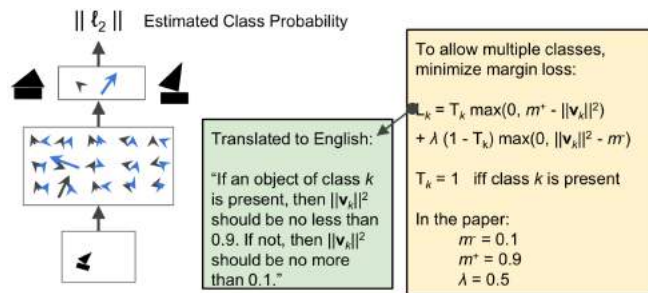 || ℓ₂ || Estimated Class Probability
Translated to English:
“If an object of class k
is present, then ||vₖ||²
should be no less than
0.9. If not, then ||vₖ||²
should be no more
than 0.1.”
To allow multiple classes,
minimize margin loss:
Lₖ = Tₖ max(0, m⁺ - ||vₖ||²)
+ λ (1 - Tₖ) max(0, ||vₖ||² - m⁻)
Tₖ = 1 iff class k is present
In the paper:
m⁻ = 0.1
m⁺ = 0.9
λ = 0.5